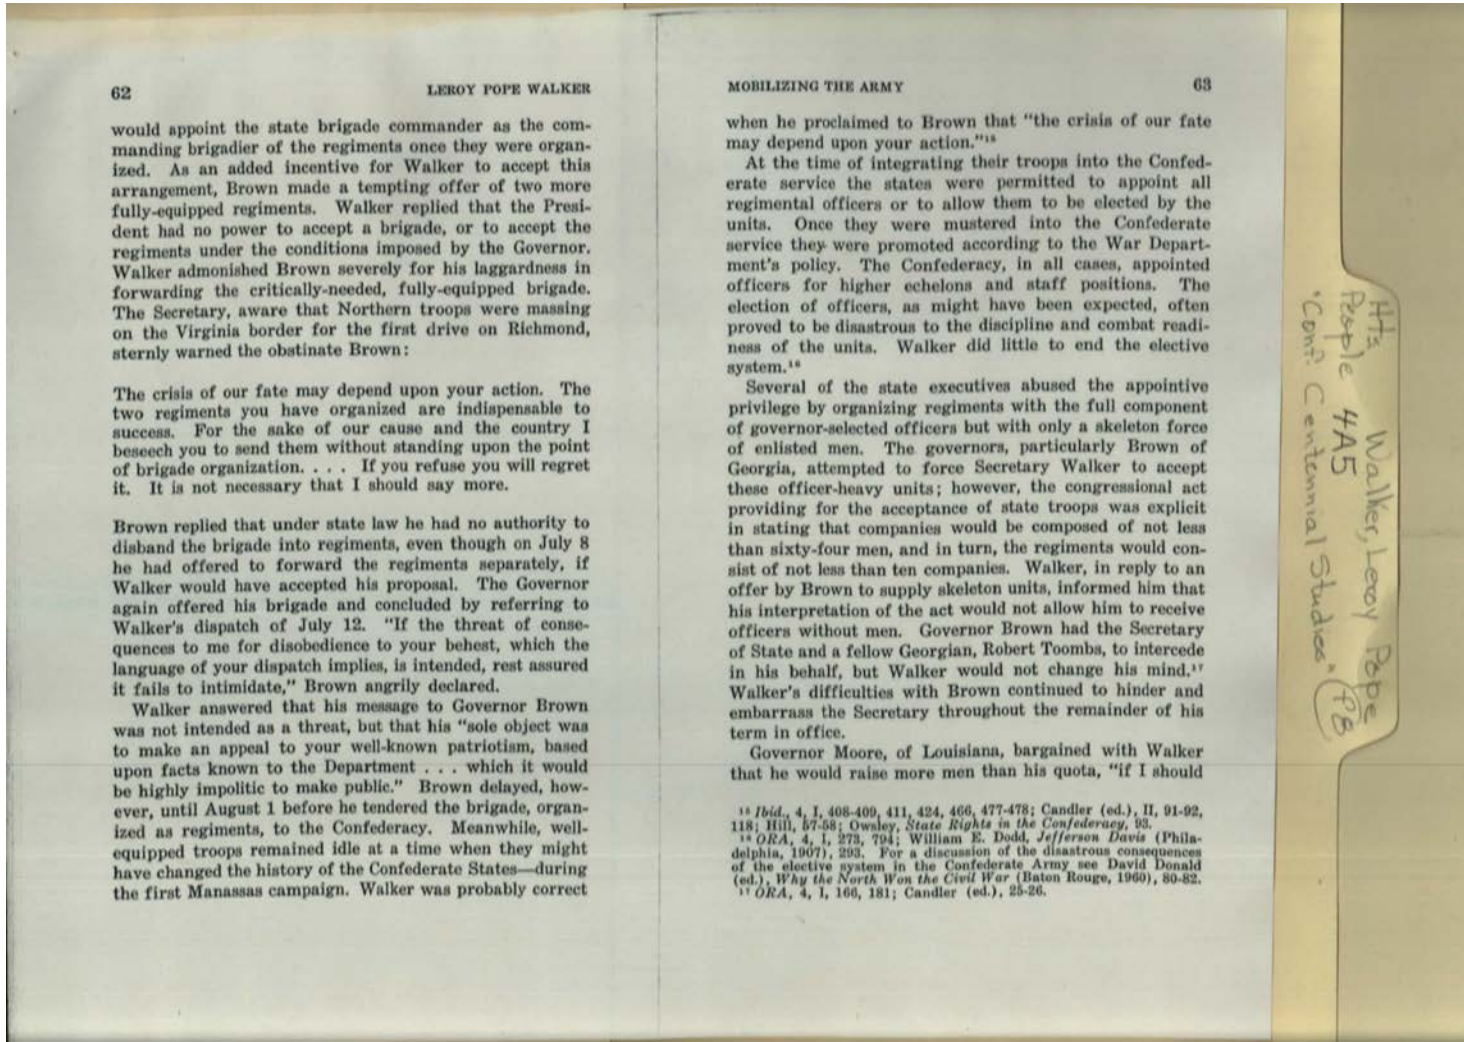 62 LEROY POPE WALKER
would appoint the state brigade commander as the com-
manding brigadier of the regiments once they were organ-
ized. As an added incentive for Walker to accept this
arrangement, Brown made a tempting offer of two more
fully-equipped regiments. Walker replied that the Presi-
dent had no power to accept a brigade, or to accept the
regiments under the conditions imposed by the Governor.
Walker admonished Brown severely for his laggardness in
forwarding the critically-needed, fully-equipped brigade.
The Secretary, aware that Northern troops were massing
on the Virginia border for the first drive on Richmond,
sternly warned the obstinate Brown:
The crisis of our fate may depend upon your action. The
two regiments you have organized are indispensable to
success. For the sake of our cause and the country I
beseech you to send them without standing upon the point
of brigade organization. . . . If you refuse you will regret
it. It is not necessary that I should say more.
Brown replied that under state law he had no authority to
disband the brigade into regiments, even though on July 8
he had offered to forward the regiments separately, if
Walker would have accepted his proposal. The Governor
again offered his brigade and concluded by referring to
Walker's dispatch of July 12. "If the threat of conse-
quences to me for disobedience to your behest, which the
language of your dispatch implies, is intended, rest assured
it fails to intimidate," Brown angrily declared.
Walker answered that his message to Governor Brown
was not intended as a threat, but that his "sole object was
to make an appeal to your well-known patriotism, based
upon facts known to the Department . . . which it would
be highly impolitic to make public." Brown delayed, how-
ever, until August 1 before he tendered the brigade, organ-
ized as regiments, to the Confederacy. Meanwhile, well-
equipped troops remained idle at a time when they might
have changed the history of the Confederate States—during
the first Manassas campaign. Walker was probably correct
MOBILIZING THE ARMY 63
when he proclaimed to Brown that "the crisis of our fate
may depend upon your action."¹⁵
At the time of integrating their troops into the Confed-
erate service the states were permitted to appoint all
regimental officers or to allow them to be elected by the
units. Once they were mustered into the Confederate
service they were promoted according to the War Depart-
ment's policy. The Confederacy, in all cases, appointed
officers for higher echelons and staff positions. The
election of officers, as might have been expected, often
proved to be disastrous to the discipline and combat readi-
ness of the units. Walker did little to end the elective
system.¹⁶
Several of the state executives abused the appointive
privilege by organizing regiments with the full component
of governor-selected officers but with only a skeleton force
of enlisted men. The governors, particularly Brown of
Georgia, attempted to force Secretary Walker to accept
these officer-heavy units; however, the congressional act
providing for the acceptance of state troops was explicit
in stating that companies would be composed of not less
than sixty-four men, and in turn, the regiments would con-
sist of not less than ten companies. Walker, in reply to an
offer by Brown to supply skeleton units, informed him that
his interpretation of the act would not allow him to receive
officers without men. Governor Brown had the Secretary
of State and a fellow Georgian, Robert Toombs, to intercede
in his behalf, but Walker would not change his mind.¹⁷
Walker's difficulties with Brown continued to hinder and
embarrass the Secretary throughout the remainder of his
term in office.
Governor Moore, of Louisiana, bargained with Walker
that he would raise more men than his quota, "if I should
¹⁵ Ibid., 4, I, 408-409, 411, 424, 466, 477-478; Candler (ed.), II, 91-92,
118; Hill, 57-58; Owsley, State Rights in the Confederacy, 93.
¹⁶ ORA, 4, I, 273, 794; William E. Dodd, Jefferson Davis (Phila-
delphia, 1907), 293. For a discussion of the disastrous consequences
of the elective system in the Confederate Army see David Donald
(ed.), Why the North Won the Civil War (Baton Rouge, 1960), 80-82.
¹⁷ ORA, 4, I, 166, 181; Candler (ed.), 25-26.
Walker, Leroy Pope
People 4A5
"Conf. Centennial Studies"
P8